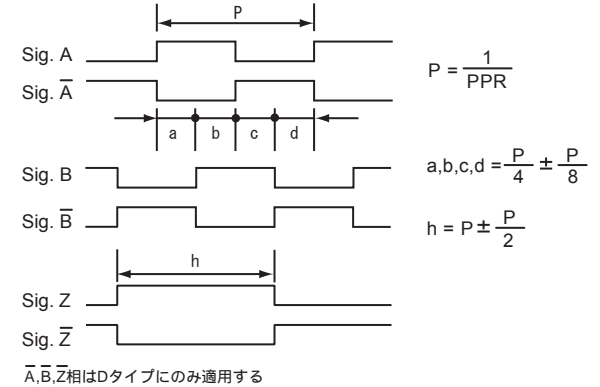 P
Sig. A
Sig. A̅
P = 1/PPR
a b c d
Sig. B
a,b,c,d = P/4 ± P/8
Sig. B̅
h = P ± P/2
h
Sig. Z
Sig. Z̅
A̅,B̅,Z̅相はDタイプにのみ適用する